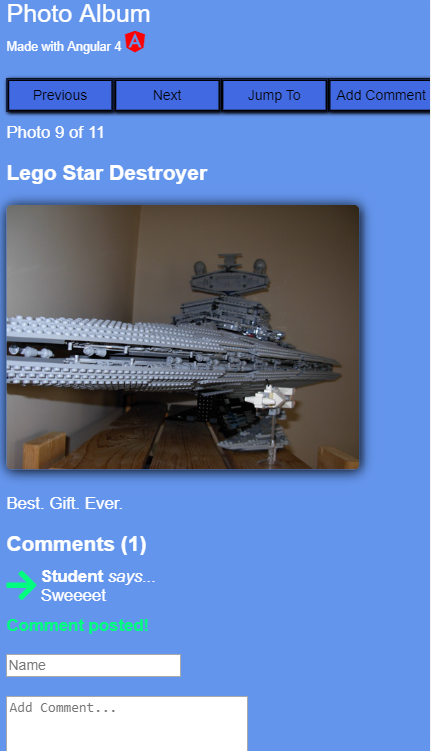 Photo Album
Made with Angular 4
Previous Next Jump To Add Comment
Photo 9 of 11
Lego Star Destroyer
Best. Gift. Ever.
Comments (1)
Student says...
Sweeeet
Comment posted!
Name
Add Comment...